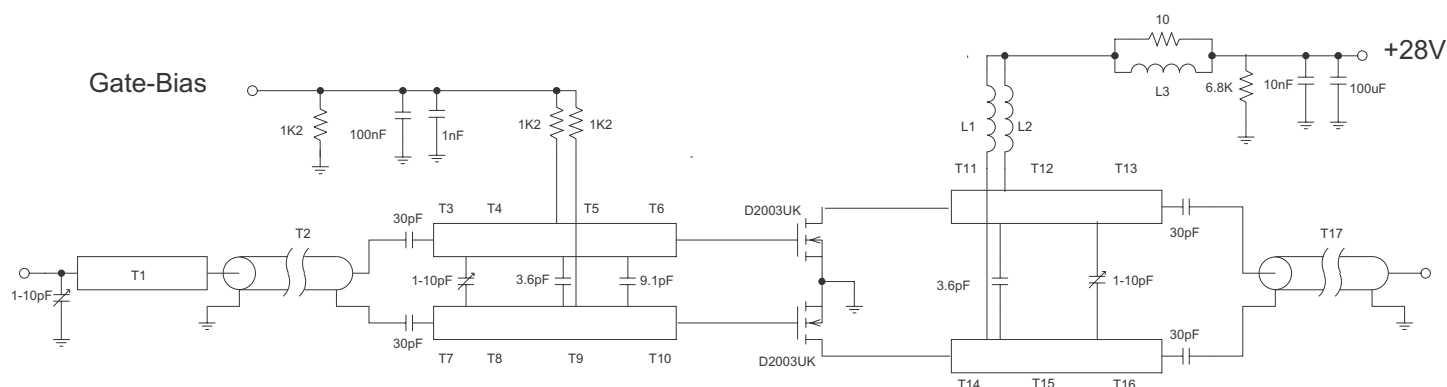 10
+28V
Gate-Bias
L3
6.8K
10nF
100uF
1K2
100nF
1nF
1K2
1K2
L1
L2
T11
T12
T13
30pF
T3
T4
T5
T6
D2003UK
T2
30pF
T17
T1
1-10pF
1-10pF
3.6pF
9.1pF
3.6pF
1-10pF
30pF
30pF
T7
T8
T9
T10
D2003UK
T14
T15
T16